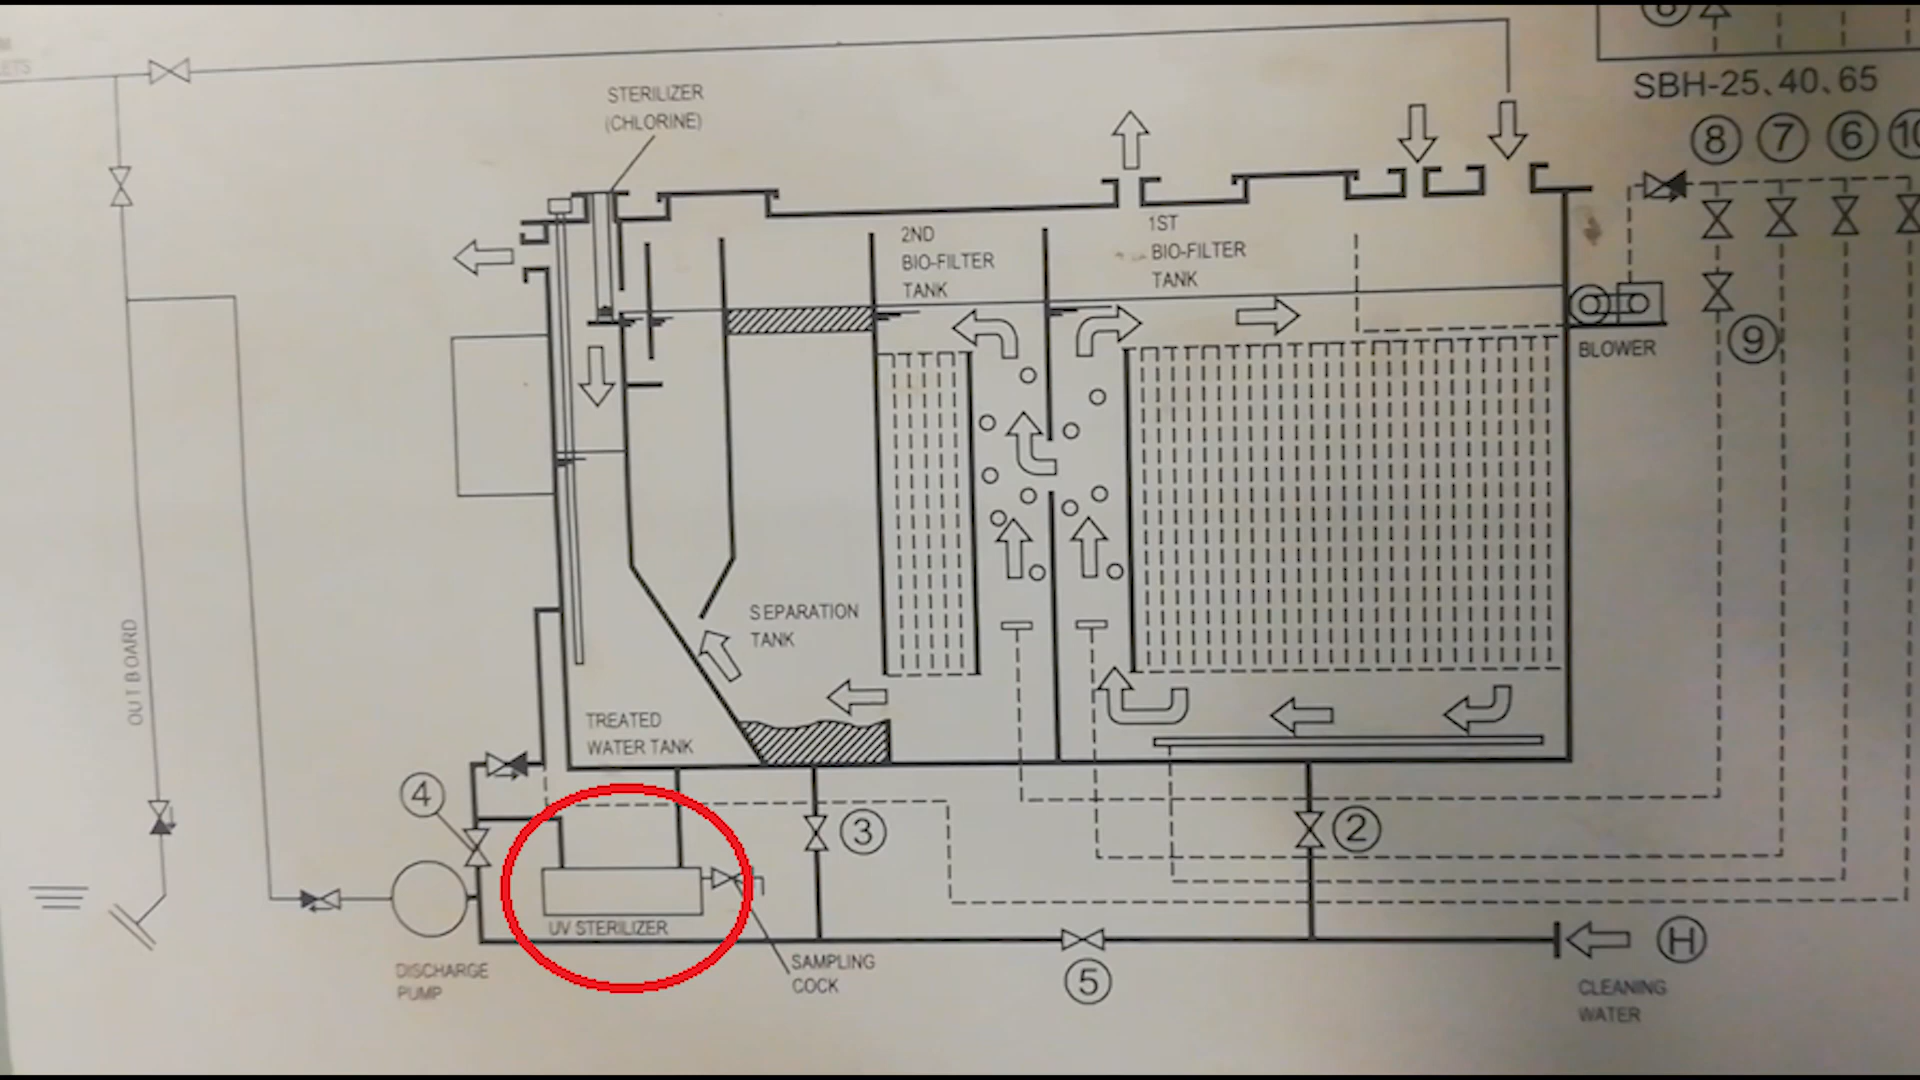 STERILIZER
(CHLORINE)
SBH-25、40、65
8
7
6
10
2ND
BIO-FILTER
TANK
1ST
BIO-FILTER
TANK
9
BLOWER
SEPARATION
TANK
OUT BOARD
TREATED
WATER TANK
4
3
2
UV STERILIZER
DISCHARGE
PUMP
SAMPLING
COCK
5
H
CLEANING
WATER